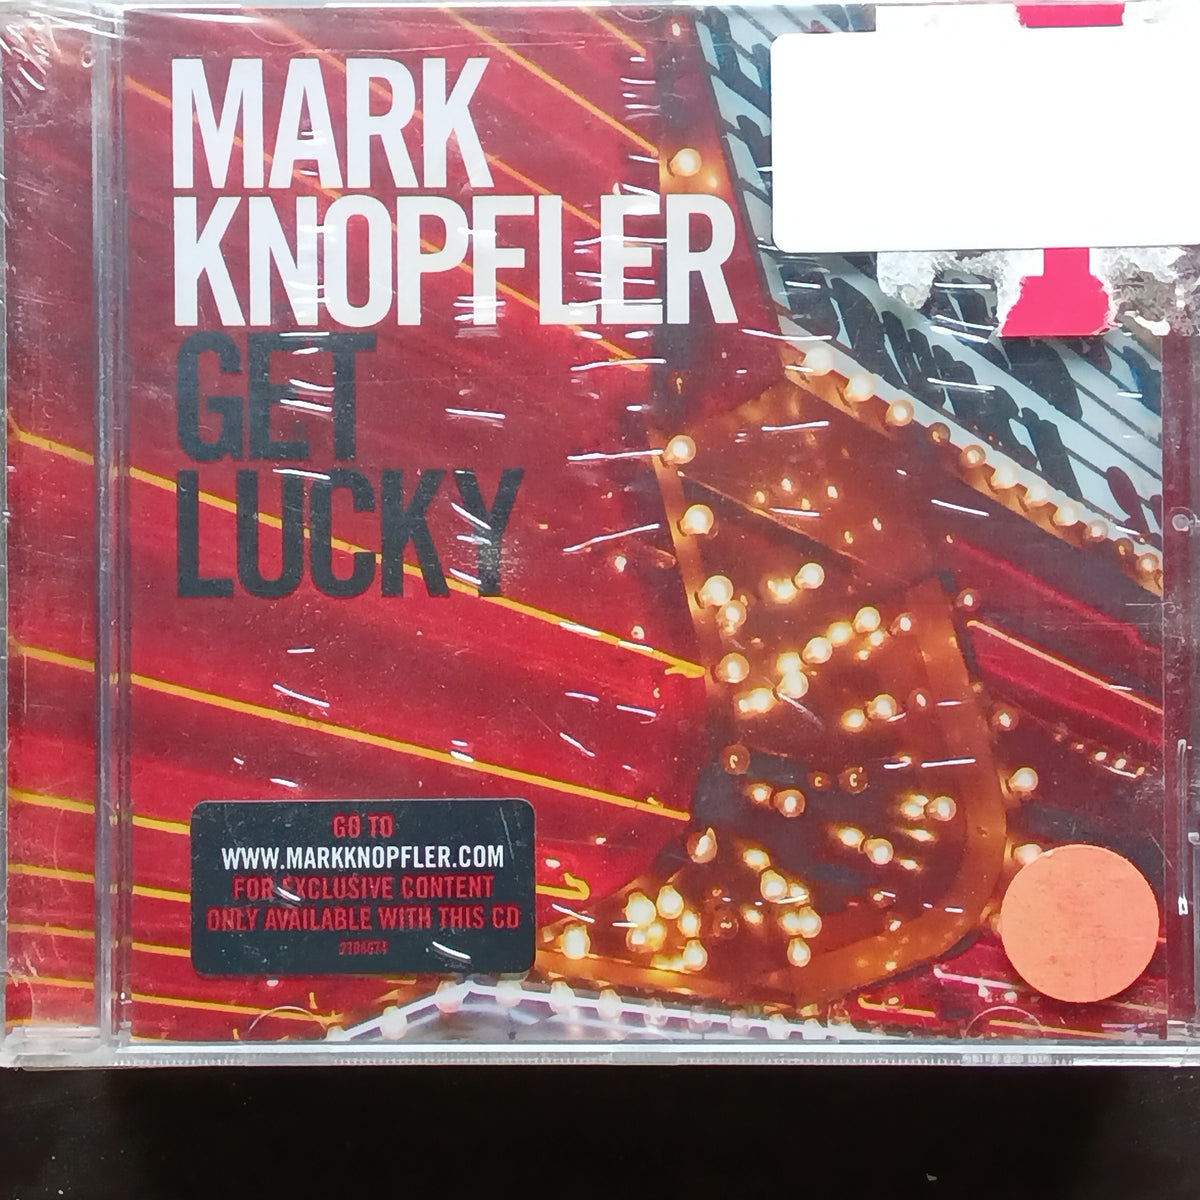 MARK
KNOPFLER
GET
LUCKY
GO TO
WWW.MARKKNOPFLER.COM
FOR EXCLUSIVE CONTENT
ONLY AVAILABLE WITH THIS CD